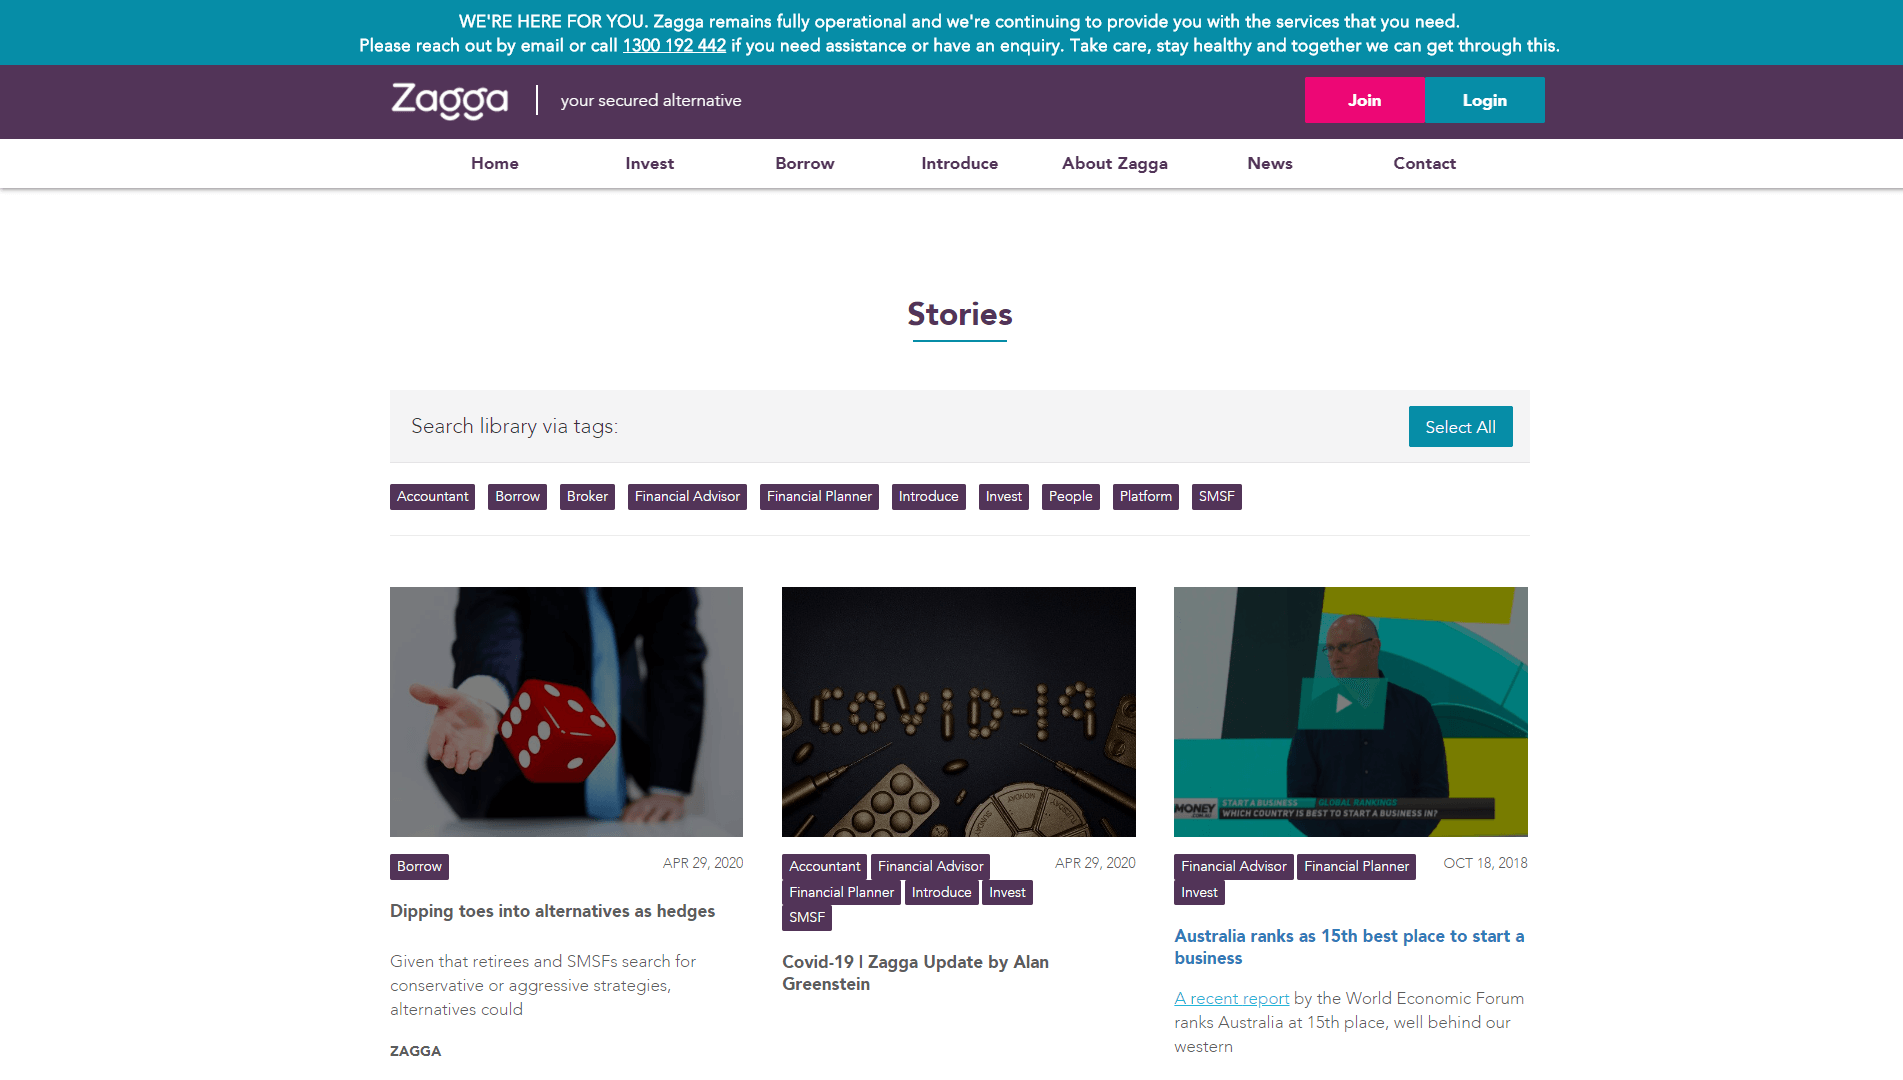 WE'RE HERE FOR YOU. Zagga remains fully operational and we're continuing to provide you with the services that you need.
Please reach out by email or call 1300 192 442 if you need assistance or have an enquiry. Take care, stay healthy and together we can get through this.
Zagga
your secured alternative
Join
Login
Home
Invest
Borrow
Introduce
About Zagga
News
Contact
Stories
Search library via tags:
Select All
Accountant
Borrow
Broker
Financial Advisor
Financial Planner
Introduce
Invest
People
Platform
SMSF
COVID-19
MONDAY
TUESDAY
SUNDAY
MONEY
.COM.AU
START A BUSINESS GLOBAL RANKINGS
WHICH COUNTRY IS BEST TO START A BUSINESS IN?
Borrow
APR 29, 2020
Dipping toes into alternatives as hedges
Given that retirees and SMSFs search for
conservative or aggressive strategies,
alternatives could
ZAGGA
Accountant Financial Advisor
APR 29, 2020
Financial Planner Introduce Invest
SMSF
Covid-19 | Zagga Update by Alan
Greenstein
Financial Advisor Financial Planner
OCT 18, 2018
Invest
Australia ranks as 15th best place to start a
business
A recent report by the World Economic Forum
ranks Australia at 15th place, well behind our
western